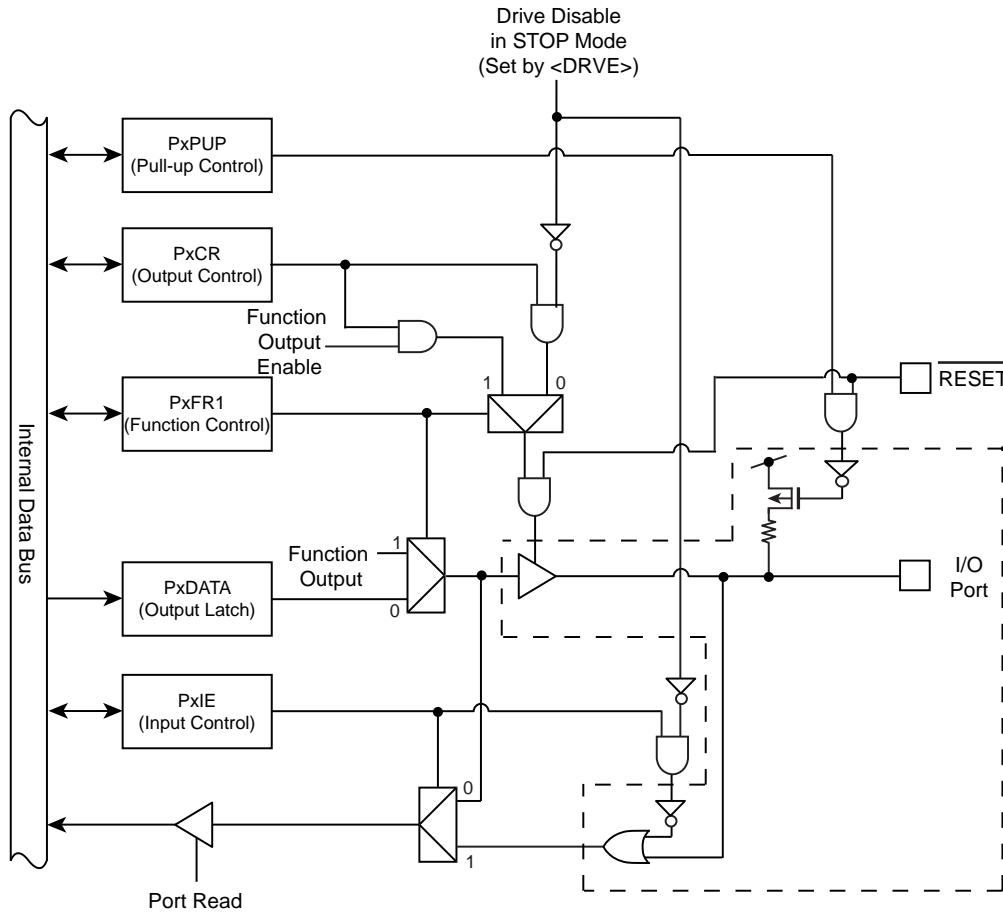 Drive Disable
in STOP Mode
(Set by <DRVE>)
PxPUP
(Pull-up Control)
PxCR
(Output Control)
Function
Output
Enable
1
0
RESET
PxFR1
(Function Control)
Internal Data Bus
Function
Output
1
0
I/O
Port
PxDATA
(Output Latch)
PxIE
(Input Control)
0
1
Port Read